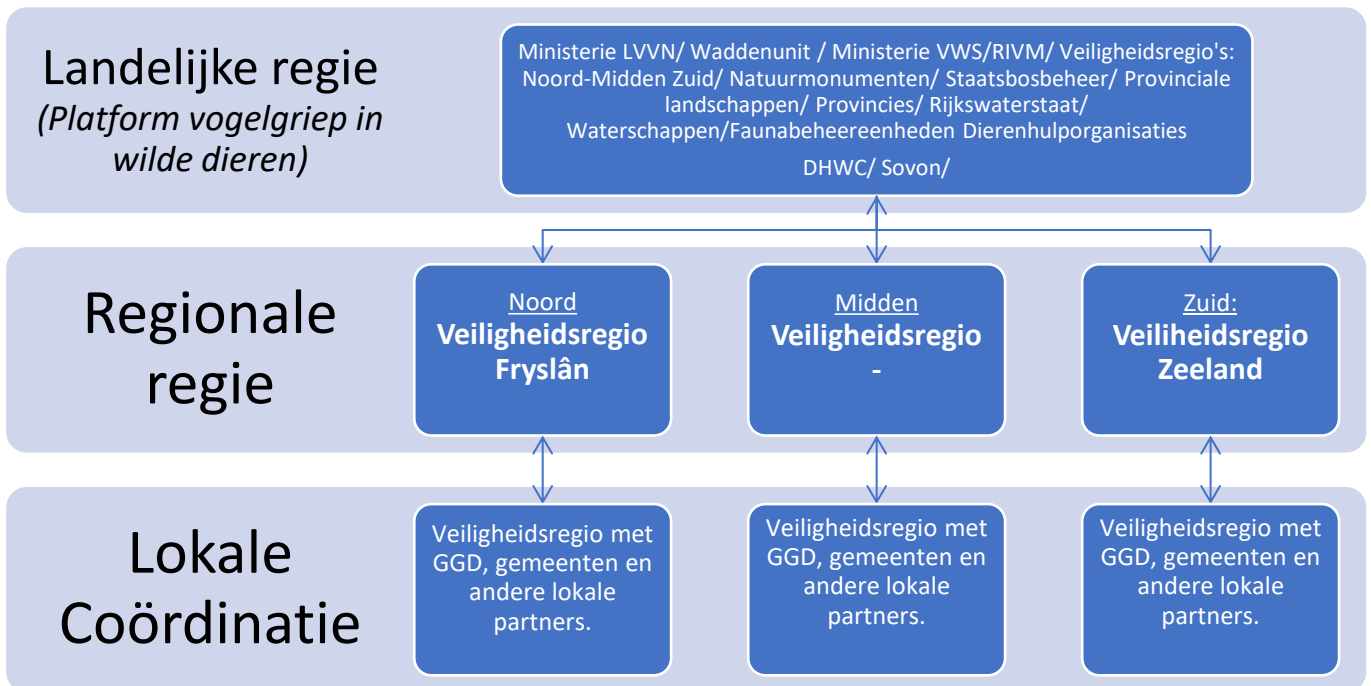 Landelijke regie
(Platform vogelgriep in
wilde dieren)
Ministerie LVVN/ Waddenunit / Ministerie VWS/RIVM/ Veiligheidsregio's:
Noord-Midden Zuid/ Natuurmonumenten/ Staatsbosbeheer/ Provinciale
landschappen/ Provincies/ Rijkswaterstaat/
Waterschappen/Faunabeheereenheden Dierenhulporganisaties
DHWC/ Sovon/
Regionale
regie
Noord
Veiligheidsregio
Fryslân
Midden
Veiligheidsregio
-
Zuid:
Veiliheidsregio
Zeeland
Lokale
Coördinatie
Veiligheidsregio met
GGD, gemeenten en
andere lokale
partners.
Veiligheidsregio met
GGD, gemeenten en
andere lokale
partners.
Veiligheidsregio met
GGD, gemeenten en
andere lokale
partners.